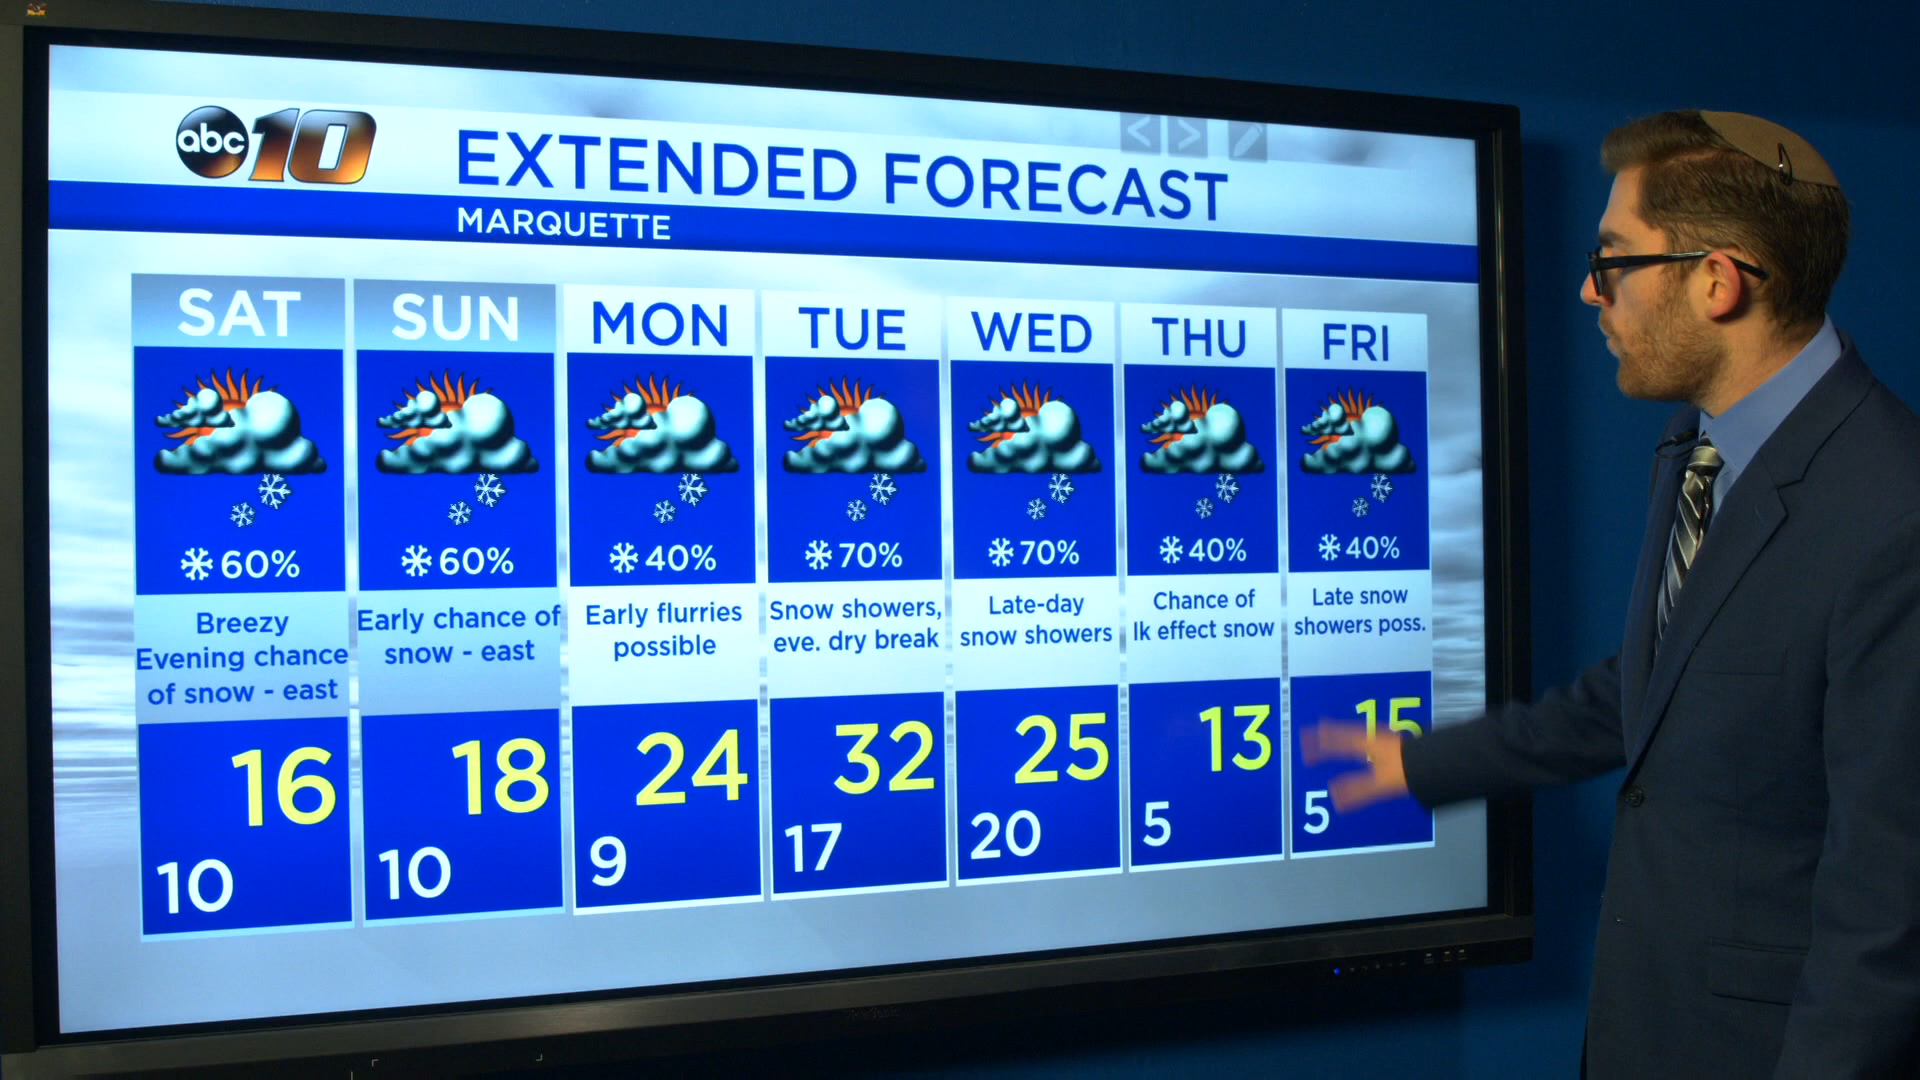 abc 10
EXTENDED FORECAST
MARQUETTE
SAT
60%
Breezy
Evening chance
of snow - east
16
10
SUN
60%
Early chance of
snow - east
18
10
MON
40%
Early flurries
possible
24
9
TUE
70%
Snow showers,
eve. dry break
32
17
WED
70%
Late-day
snow showers
25
20
THU
40%
Chance of
lk effect snow
13
5
FRI
40%
Late snow
showers poss.
15
5